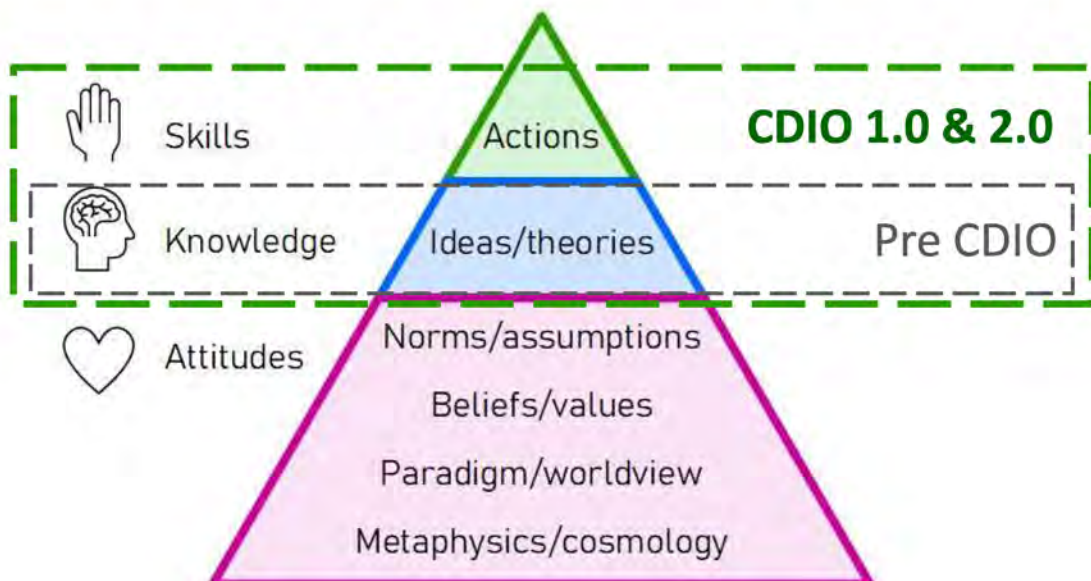 Skills
Actions
CDIO 1.0 & 2.0
Knowledge
Ideas/theories
Pre CDIO
Attitudes
Norms/assumptions
Beliefs/values
Paradigm/worldview
Metaphysics/cosmology